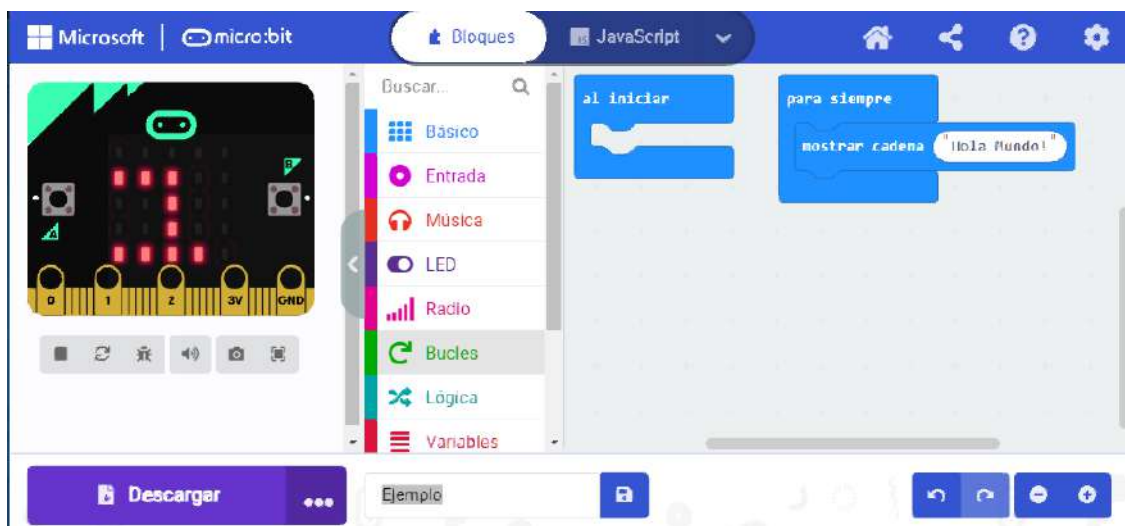 Microsoft | micro:bit
Bloques
JavaScript
Buscar...
Básico
Entrada
Música
LED
Radio
Bucles
Lógica
Variables
al iniciar
para siempre
mostrar cadena "Hola Mundo!"
A
B
0 1 2 3V GND
Descargar
Ejemplo